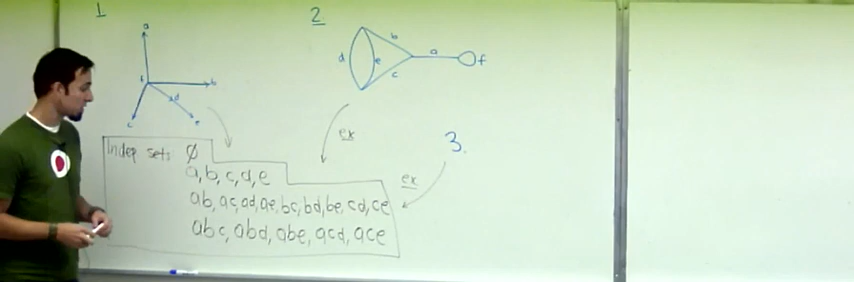 1
a
f
b
d
c
e
2
b
d
e
a
f
c
ex
3.
ex
Indep sets: Ø
a, b, c, d, e
ab, ac, ad, ae, bc, bd, be, cd, ce
abc, abd, abe, acd, ace